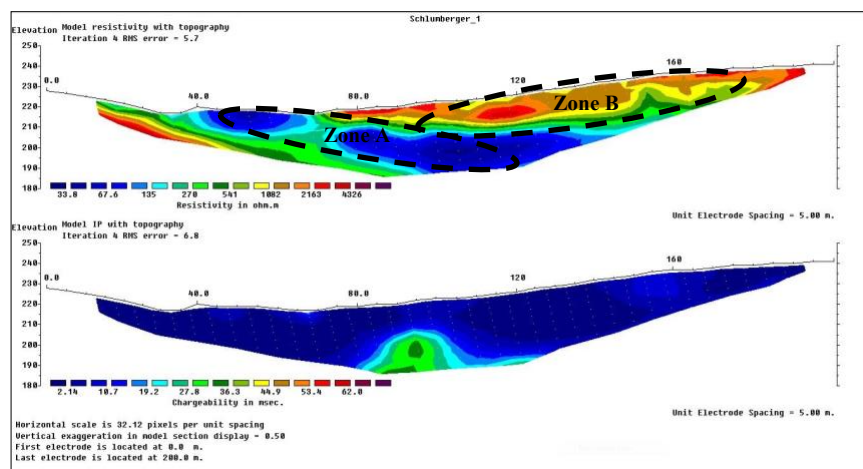 Schlumberger_1
Elevation Model resistivity with topography
Iteration 4 RMS error = 5.7
250
240
230
220
210
200
190
180
0.0
40.0
80.0
120
160
Zone A
Zone B
33.8 67.6 135 270 541 1082 2163 4326
Resistivity in ohm.m
Unit Electrode Spacing = 5.00 m.
Elevation Model IP with topography
Iteration 4 RMS error = 6.8
250
240
230
220
210
200
190
180
0.0
40.0
80.0
120
160
2.14 10.7 19.2 27.8 36.3 44.9 53.4 62.0
Chargeability in msec.
Unit Electrode Spacing = 5.00 m.
Horizontal scale is 32.12 pixels per unit spacing
Vertical exaggeration in model section display = 0.50
First electrode is located at 0.0 m.
Last electrode is located at 200.0 m.